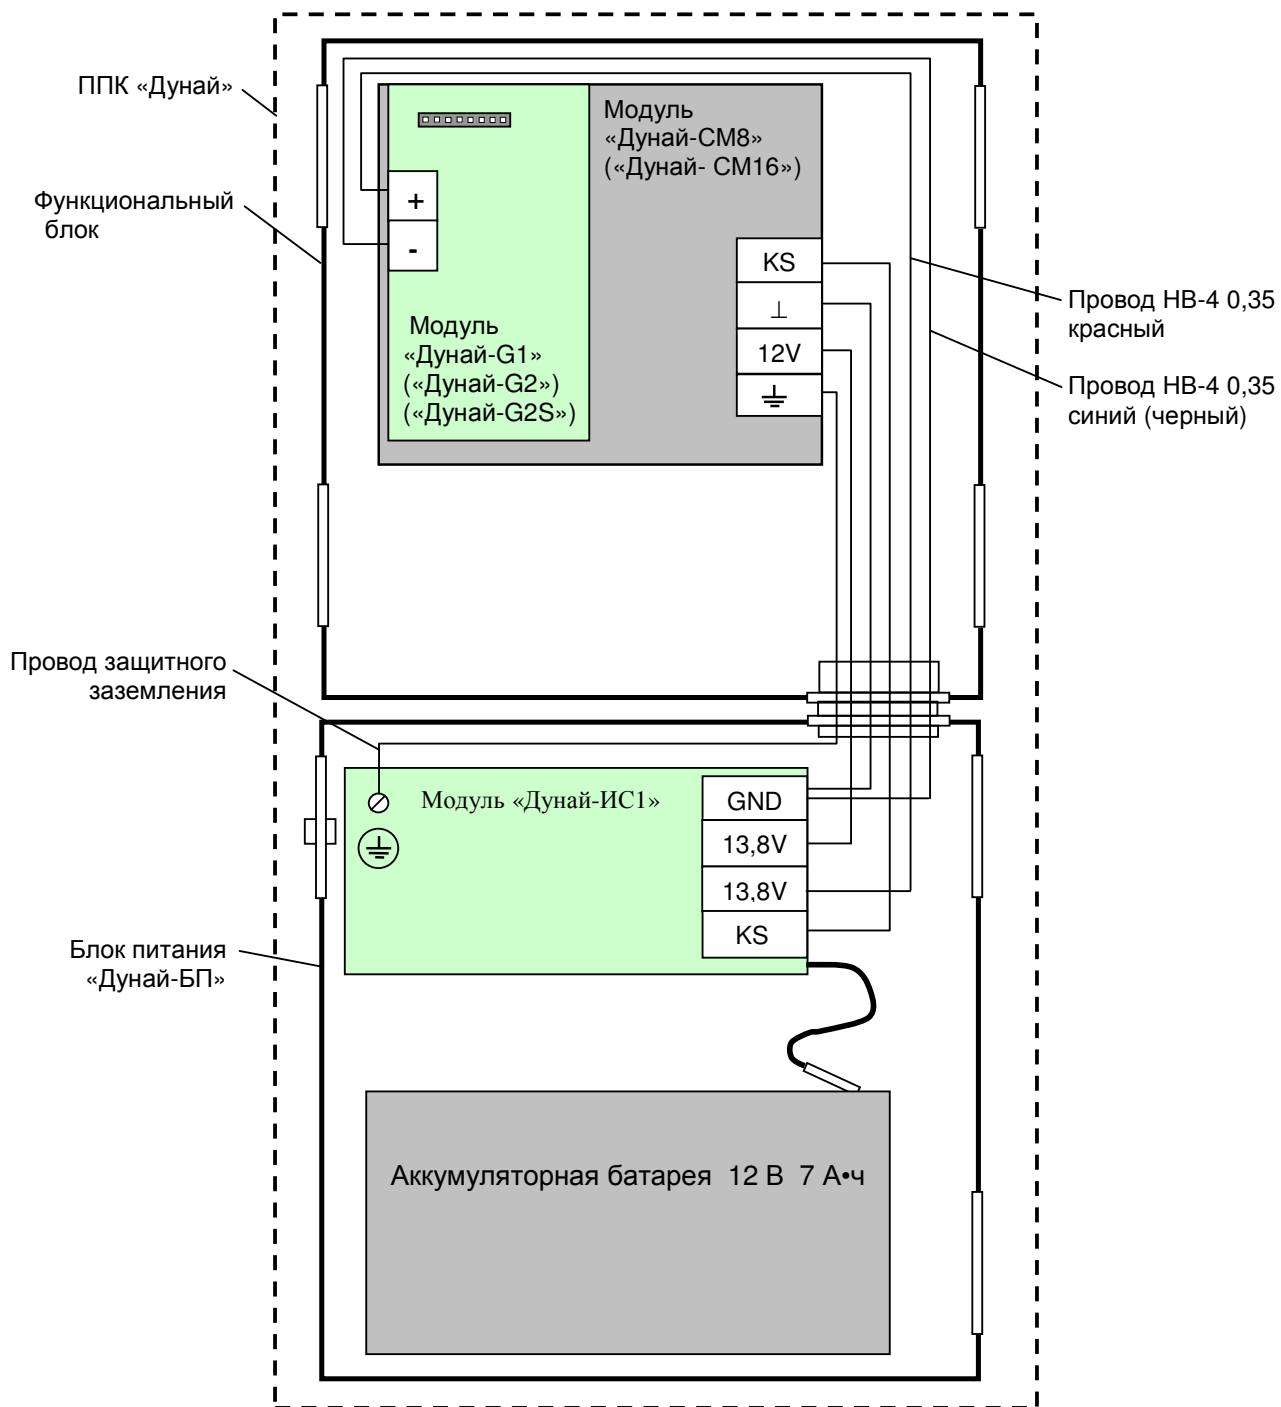 ППК «Дунай»
Функциональный
блок
Модуль
«Дунай-СМ8»
(«Дунай- СМ16»)
+
-
Модуль
«Дунай-G1»
(«Дунай-G2»)
(«Дунай-G2S»)
KS
⊥
12V
⏚
Провод НВ-4 0,35
красный
Провод НВ-4 0,35
синий (черный)
Провод защитного
заземления
Модуль «Дунай-ИС1»
GND
13,8V
13,8V
KS
Блок питания
«Дунай-БП»
Аккумуляторная батарея 12 В 7 А•ч